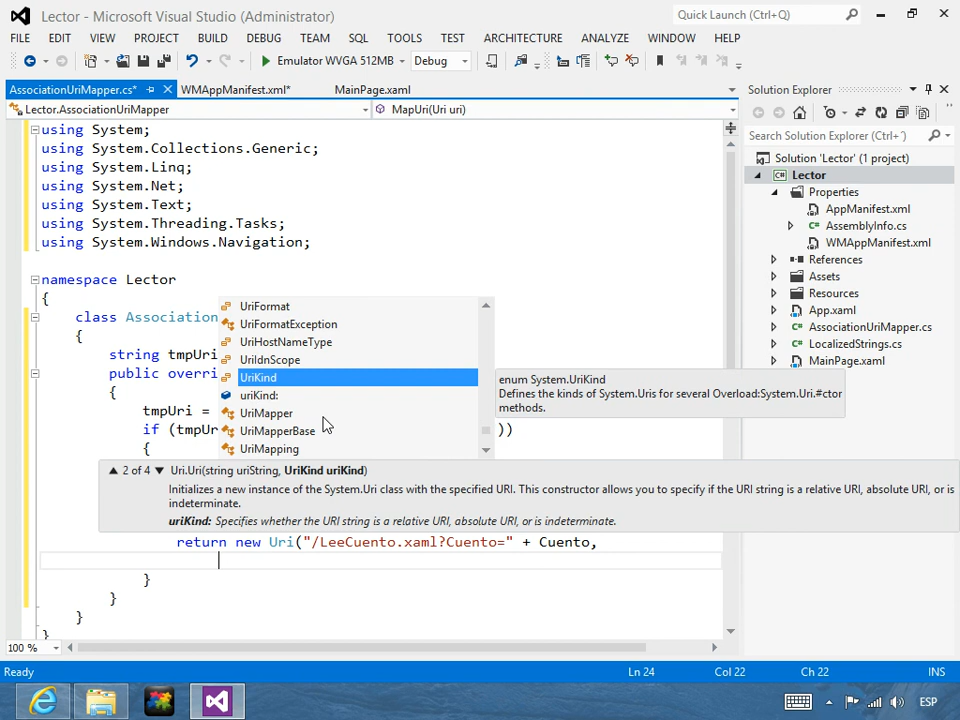 Lector - Microsoft Visual Studio (Administrator)
Quick Launch (Ctrl+Q)
FILE EDIT VIEW PROJECT BUILD DEBUG TEAM SQL TOOLS TEST ARCHITECTURE ANALYZE WINDOW HELP
Emulator WVGA 512MB Debug
AssociationUriMapper.cs* WMAppManifest.xml* MainPage.xaml
Solution Explorer
Lector.AssociationUriMapper MapUri(Uri uri)
Search Solution Explorer (Ctrl+´)
using System;
using System.Collections.Generic;
using System.Linq;
using System.Net;
using System.Text;
using System.Threading.Tasks;
using System.Windows.Navigation;
namespace Lector
{
class Association
{
string tmpUri
public overri
{
tmpUri =
if (tmpUr
))
{
return new Uri("/LeeCuento.xaml?Cuento=" + Cuento,
}
}
}
}
UriFormat
UriFormatException
UriHostNameType
UriIdnScope
UriKind
uriKind:
UriMapper
UriMapperBase
UriMapping
enum System.UriKind
Defines the kinds of System.Uris for several Overload:System.Uri.#ctor
methods.
2 of 4 Uri.Uri(string uriString, UriKind uriKind)
Initializes a new instance of the System.Uri class with the specified URI. This constructor allows you to specify if the URI string is a relative URI, absolute URI, or is
indeterminate.
uriKind: Specifies whether the URI string is a relative URI, absolute URI, or is indeterminate.
Solution 'Lector' (1 project)
Lector
Properties
AppManifest.xml
AssemblyInfo.cs
WMAppManifest.xml
References
Assets
Resources
App.xaml
AssociationUriMapper.cs
LocalizedStrings.cs
MainPage.xaml
100 %
Ready Ln 24 Col 22 Ch 22 INS
ESP